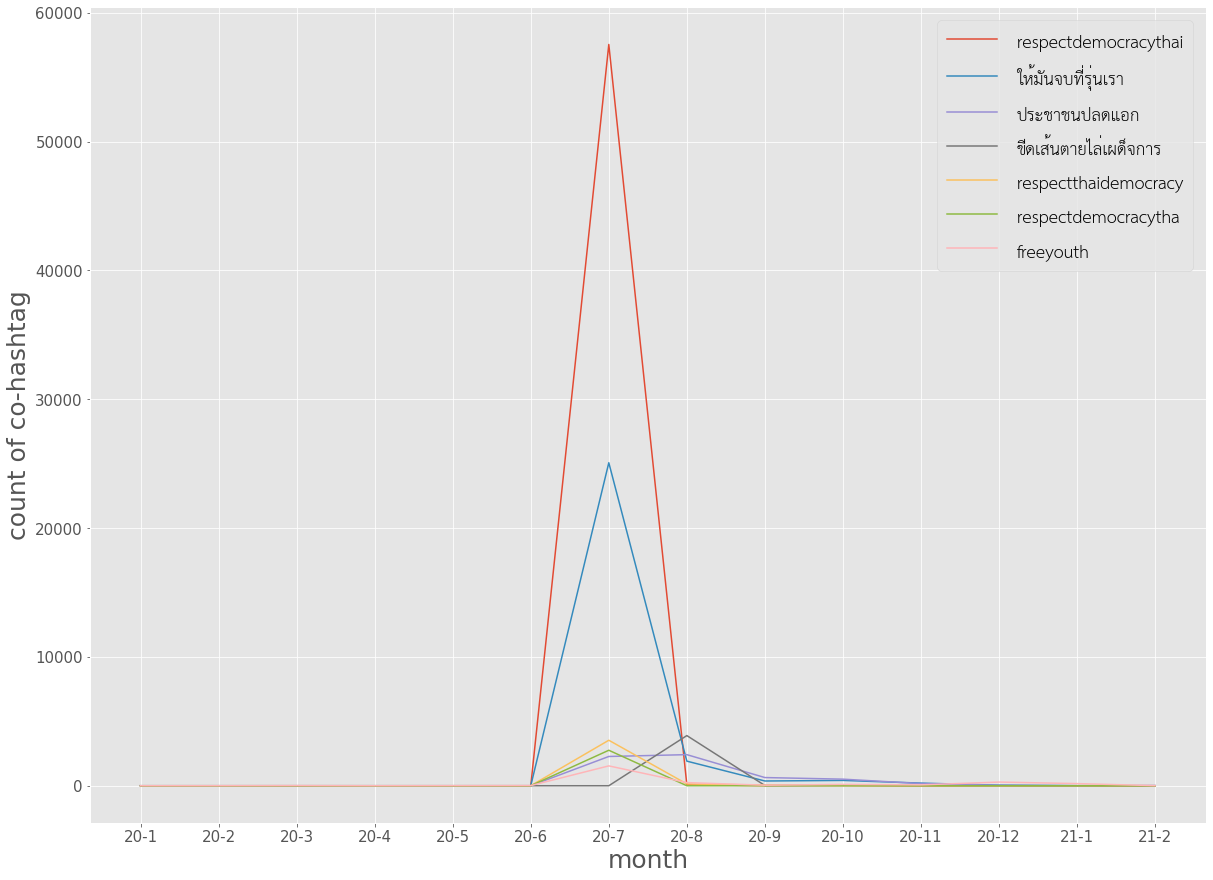 60000
50000
40000
30000
20000
10000
0
count of co-hashtag
respectdemocracythai
ให้มันจบที่รุ่นเรา
ประชาชนปลดแอก
ขีดเส้นตายไล่เผด็จการ
respectthaidemocracy
respectdemocracytha
freeyouth
20-1 20-2 20-3 20-4 20-5 20-6 20-7 20-8 20-9 20-10 20-11 20-12 21-1 21-2
month